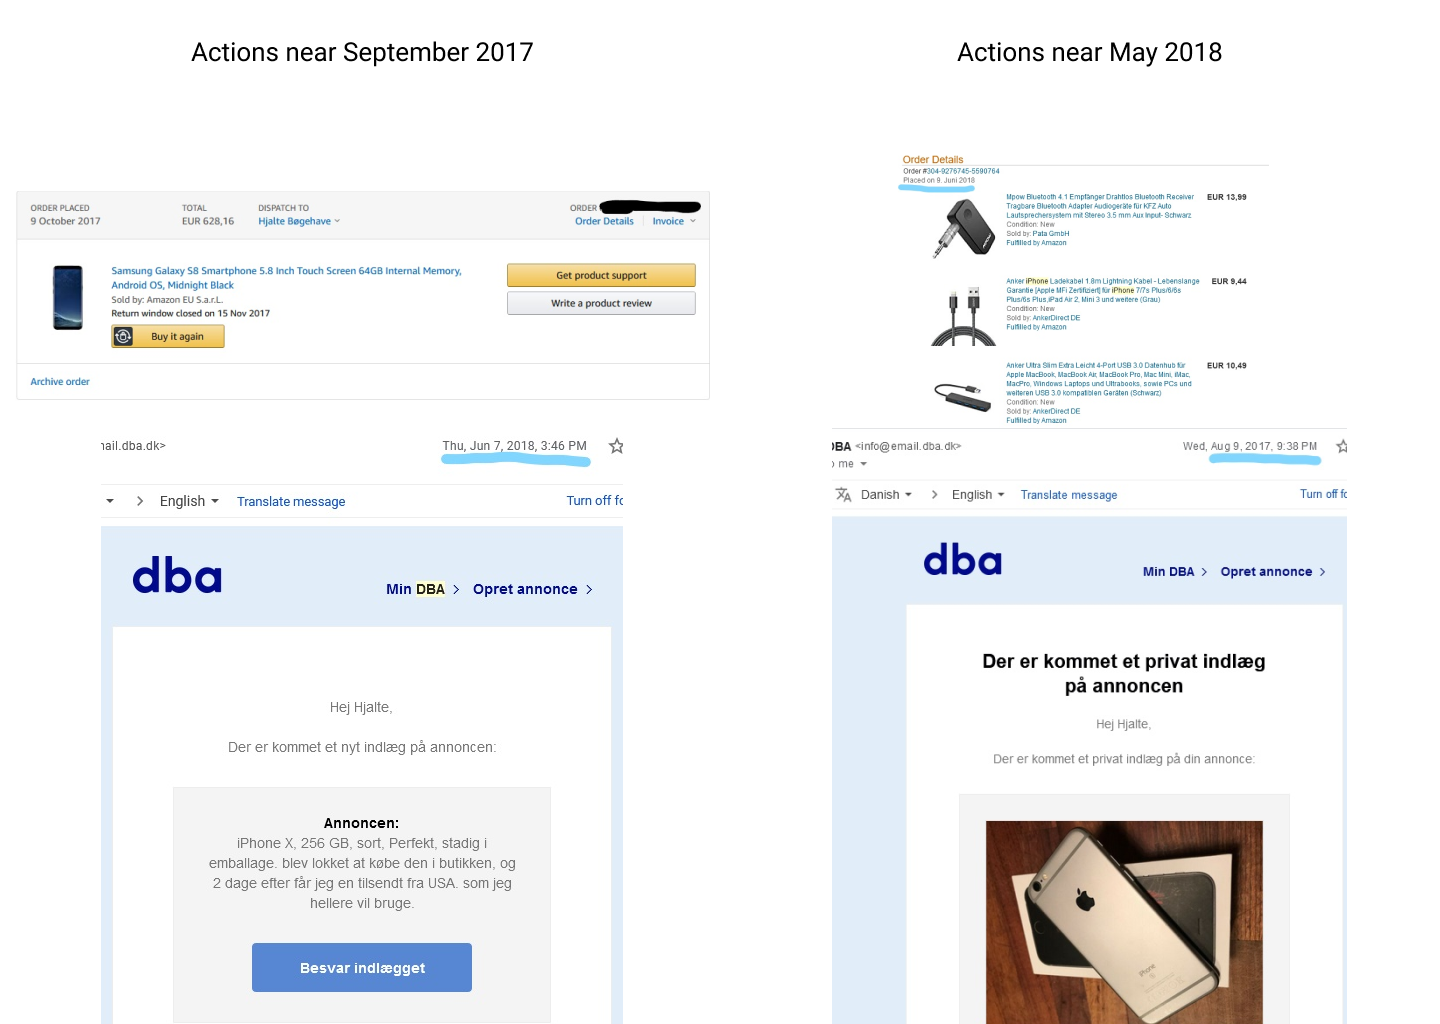 Actions near September 2017
ORDER PLACED
9 October 2017
TOTAL
EUR 628,16
DISPATCH TO
Hjalte Bøgehave
ORDER
Order Details
Invoice
Samsung Galaxy S8 Smartphone 5.8 Inch Touch Screen 64GB Internal Memory,
Android OS, Midnight Black
Sold by: Amazon EU S.a.r.L.
Return window closed on 15 Nov 2017
Buy it again
Get product support
Write a product review
Archive order
nail.dba.dk>
Thu, Jun 7, 2018, 3:46 PM
English
Translate message
Turn off fo
dba
Min DBA
Opret annonce
Hej Hjalte,
Der er kommet et nyt indlæg på annoncen:
Annoncen:
iPhone X, 256 GB, sort, Perfekt, stadig i
emballage. blev lokket at købe den i butikken, og
2 dage efter får jeg en tilsendt fra USA. som jeg
hellere vil bruge.
Besvar indlægget
Actions near May 2018
Order Details
Order #304-9276745-5590764
Placed on 9. Juni 2018
Mpow Bluetooth 4.1 Empfänger Drahtlos Bluetooth Receiver
Tragbare Bluetooth Adapter Audiogeräte für KFZ Auto
Lautsprechersystem mit Stereo 3.5 mm Aux Input- Schwarz
Condition: New
Sold by: Pata GmbH
Fulfilled by Amazon
EUR 13,99
Anker iPhone Ladekabel 1.8m Lightning Kabel - Lebenslange
Garantie [Apple MFi Zertifiziert] für iPhone 7/7s Plus/6/6s
Plus/6s Plus,iPad Air 2, Mini 3 und weitere (Grau)
Condition: New
Sold by: AnkerDirect DE
Fulfilled by Amazon
EUR 9,44
Anker Ultra Slim Extra Leicht 4-Port USB 3.0 Datenhub für
Apple MacBook, MacBook Air, MacBook Pro, Mac Mini, iMac,
MacPro, Windows Laptops und Ultrabooks, sowie PCs und
weiteren USB 3.0 kompatiblen Geräten (Schwarz)
Condition: New
Sold by: AnkerDirect DE
Fulfilled by Amazon
EUR 10,49
DBA <info@email.dba.dk>
Wed, Aug 9, 2017, 9:38 PM
o me
Danish
English
Translate message
Turn off fo
dba
Min DBA
Opret annonce
Der er kommet et privat indlæg
på annoncen
Hej Hjalte,
Der er kommet et privat indlæg på din annonce:
iPhone